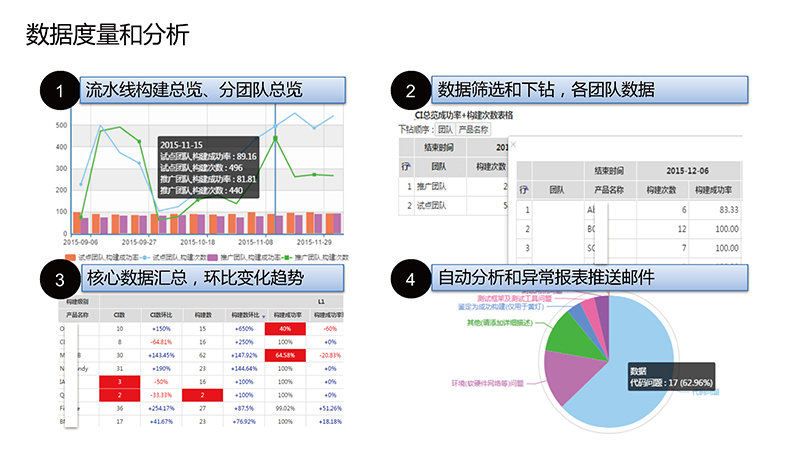 数据度量和分析
1 流水线构建总览、分团队总览
500
400
300
200
100
0
2015-11-15
试点团队,构建成功率 : 89.16
试点团队,构建次数 : 496
推广团队,构建成功率 : 81.81
推广团队,构建次数 : 440
2015-09-06 2015-09-27 2015-10-18 2015-11-08 2015-11-29
试点团队,构建成功率 试点团队,构建次数 推广团队,构建成功率 推广团队,构建次数
2 数据筛选和下钻，各团队数据
CI总览成功率+构建次数表格
下钻顺序： 团队 产品名称
结束时间 201
行 团队 构建次数
1 推广团队 2
2 试点团队 5
结束时间 2015-12-06
行 团队 产品名称 构建次数 构建成功率
1 6 83.33
2 12 100.00
3 7 100.00
3 核心数据汇总，环比变化趋势
构建级别 L1
产品名称 CI数 CI数环比 构建数 构建数环比 构建成功率 构建成功率
10 +150% 15 +650% 40% -60%
8 -64.81% 16 +250% 100% +0%
30 +143.45% 62 +147.92% 64.58% -20.83%
31 +190% 23 +144.64% 100% +0%
3 -50% 16 +100% 100% +0%
2 -33.33% 2 +100% 100% +0%
36 +254.17% 27 +87.5% 99.02% +51.26%
17 +41.67% 23 +76.92% 100% +18.18%
4 自动分析和异常报表推送邮件
测试框架及测试工具问题
鉴定为成功构建(仅用于黄灯)
其他(请添加详细描述)
环境(软硬件网络等)问题
数据
代码问题 : 17 (62.96%)
代码问题